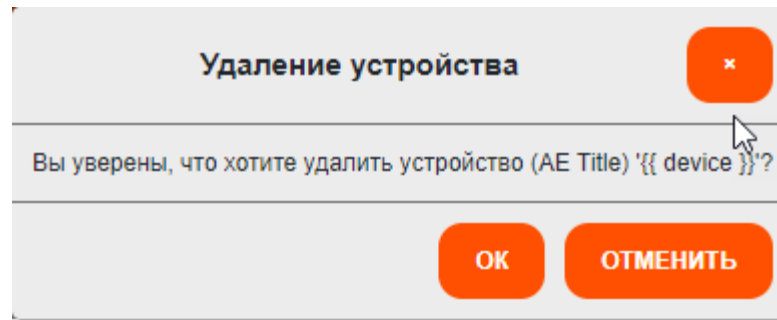 Удаление устройства
×
Вы уверены, что хотите удалить устройство (AE Title) '{{ device }}'?
ОК
ОТМЕНИТЬ